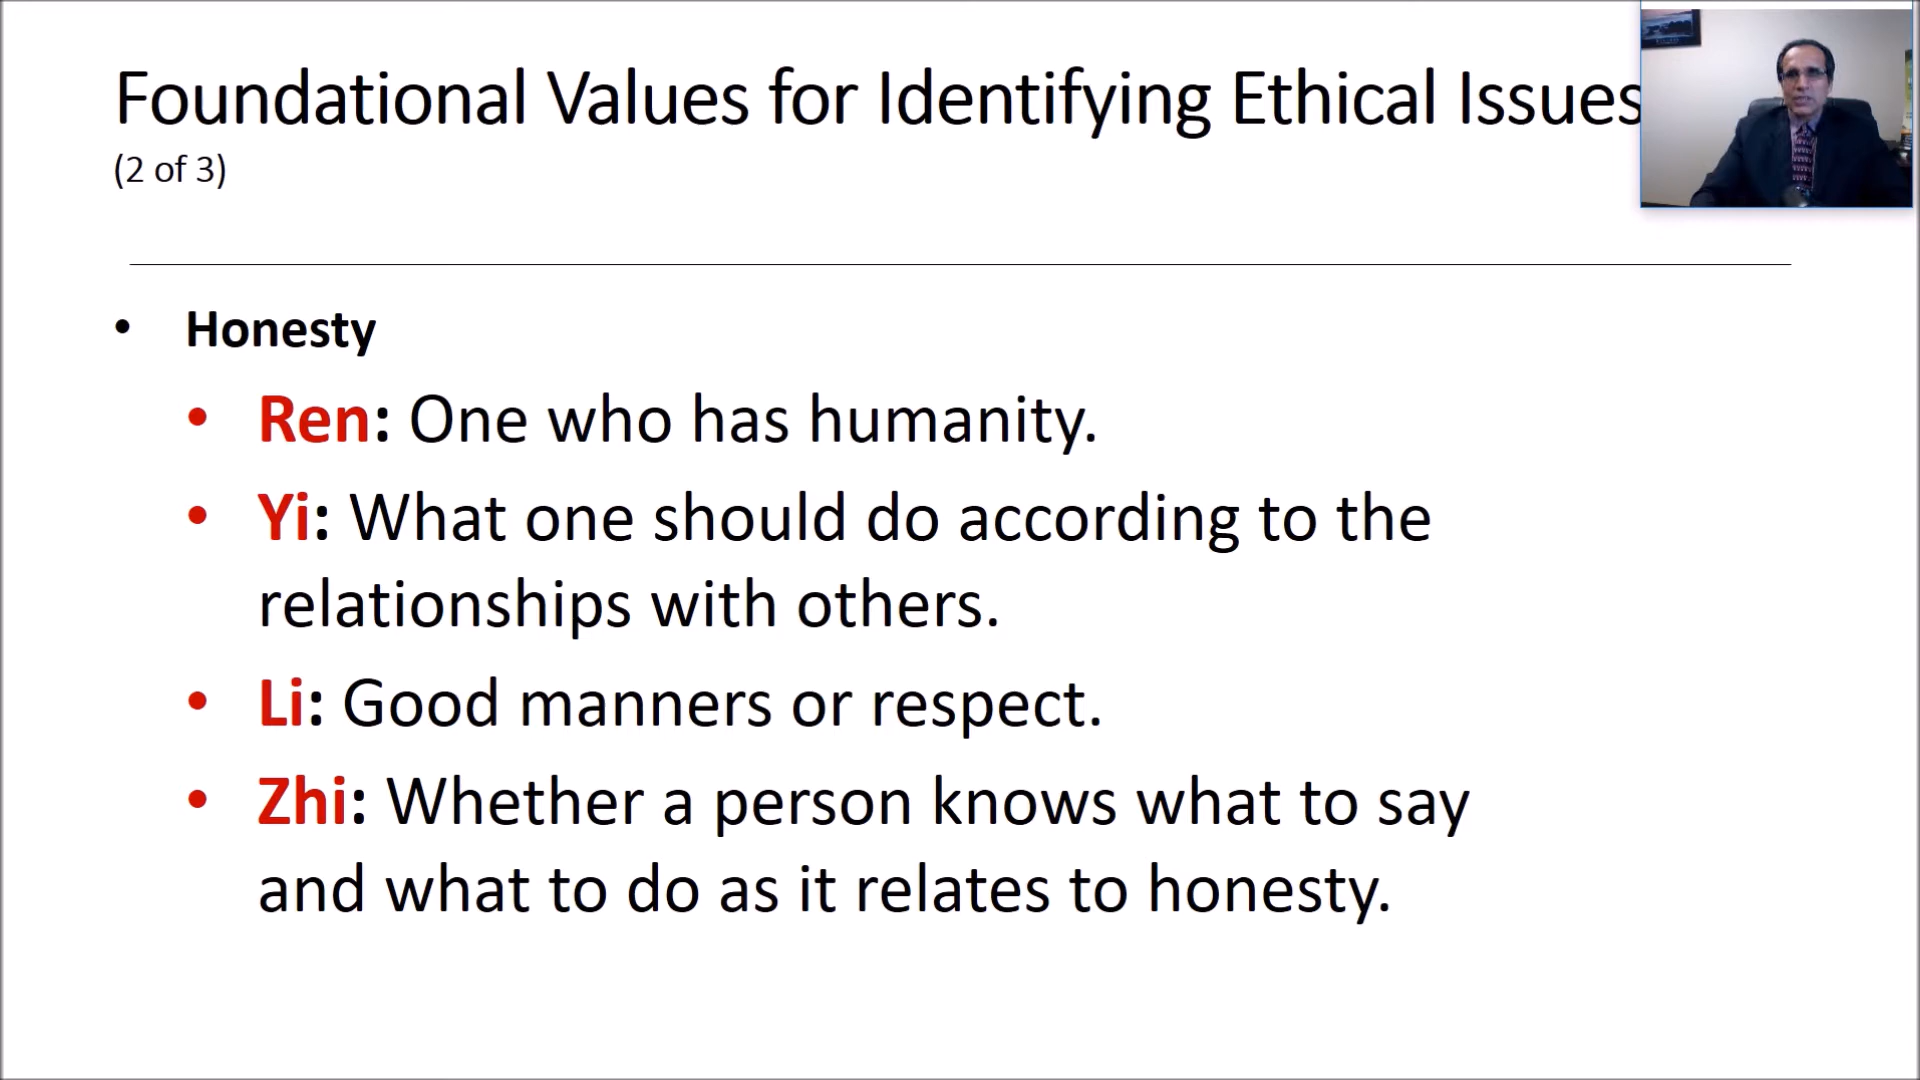 Foundational Values for Identifying Ethical Issues
(2 of 3)
• Honesty
• Ren: One who has humanity.
• Yi: What one should do according to the
relationships with others.
• Li: Good manners or respect.
• Zhi: Whether a person knows what to say
and what to do as it relates to honesty.